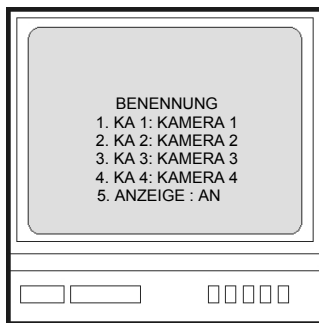 BENENNUNG
1. KA 1: KAMERA 1
2. KA 2: KAMERA 2
3. KA 3: KAMERA 3
4. KA 4: KAMERA 4
5. ANZEIGE : AN